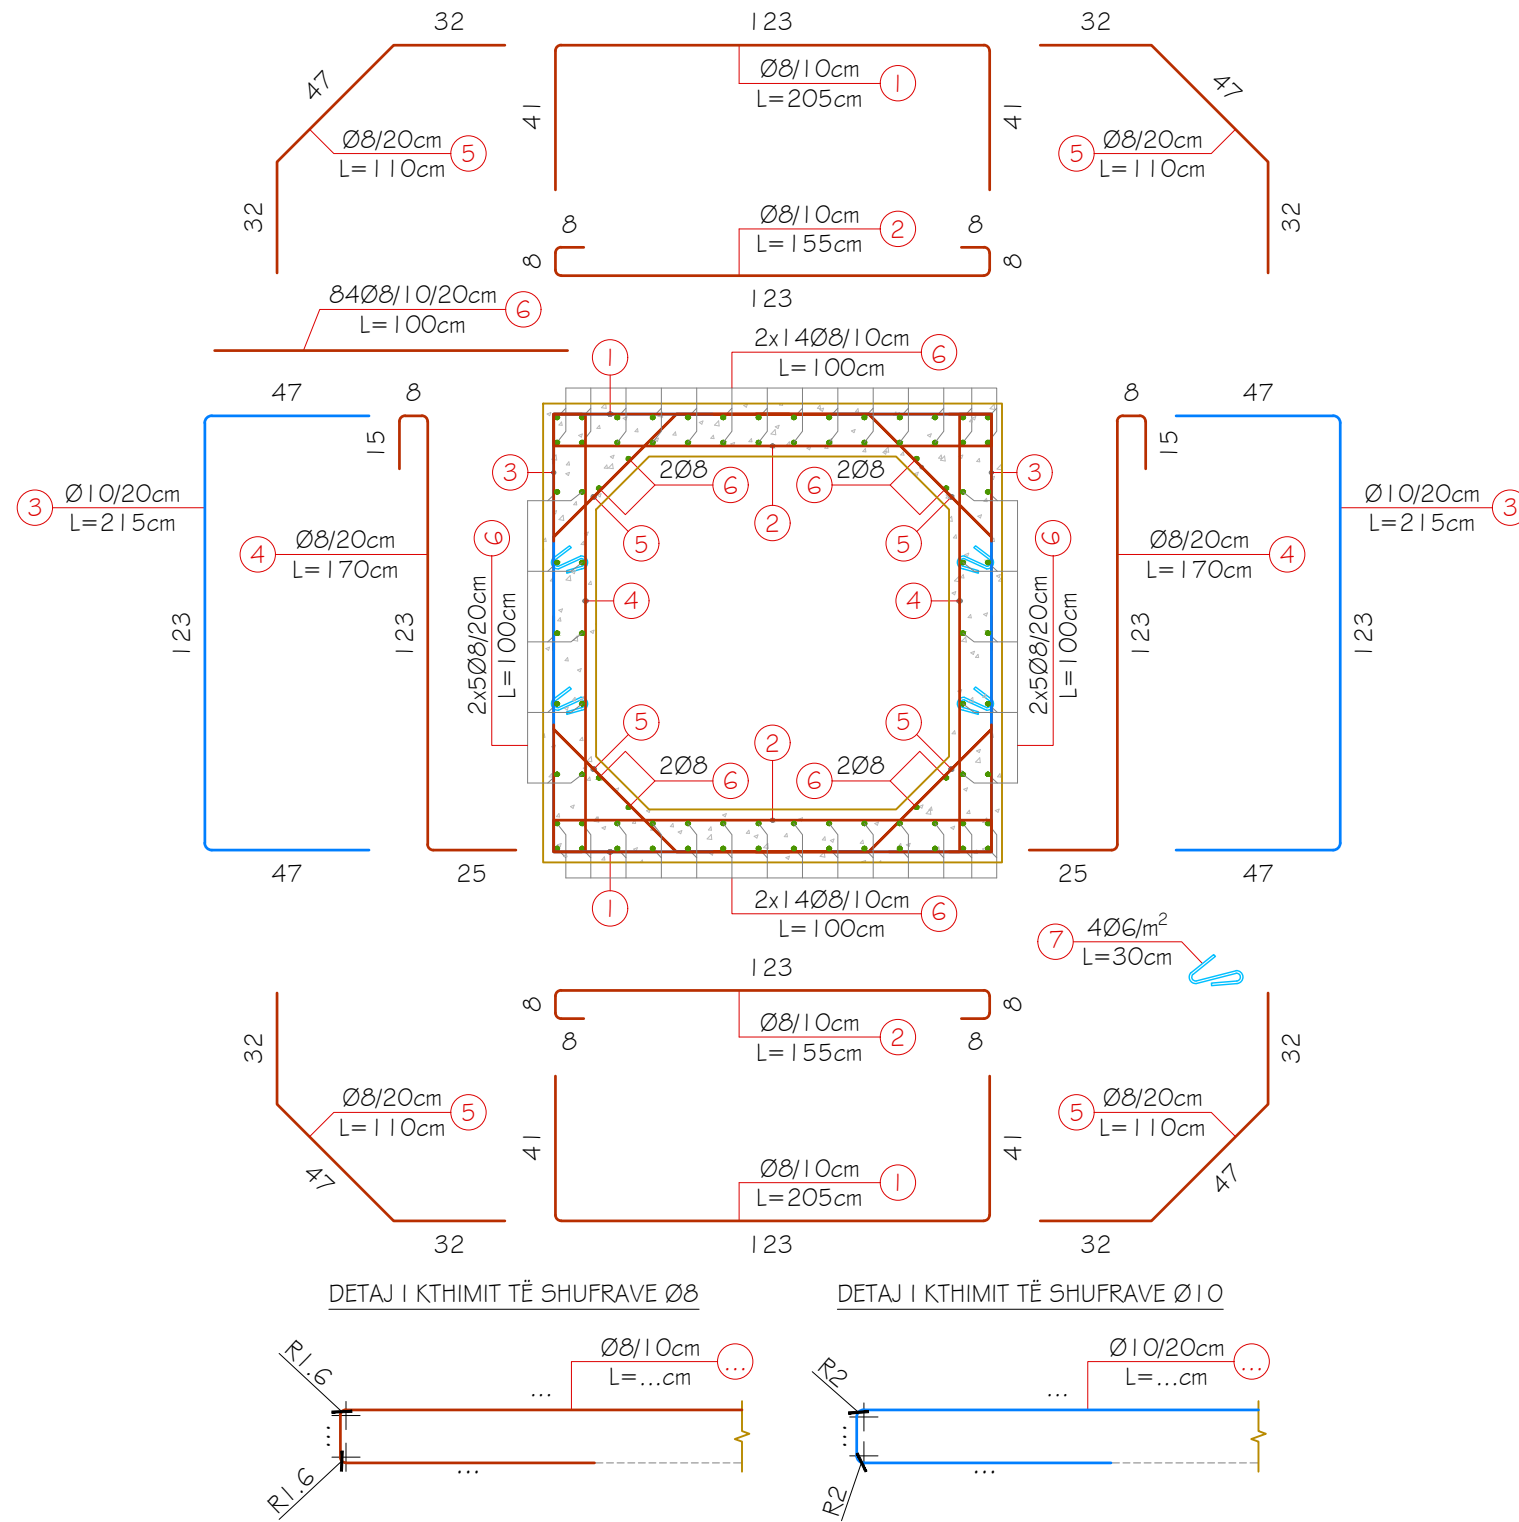 32
123
32
47
Ø8/10cm
1
L=205cm
47
41
41
Ø8/20cm
5
L=110cm
5
Ø8/20cm
L=110cm
32
32
8
Ø8/10cm
2
L=155cm
8
8
8
123
84Ø8/10/20cm
6
L=100cm
2x14Ø8/10cm
6
L=100cm
1
47
8
8
47
15
15
3
3
2Ø8
6
2Ø8
6
3
Ø10/20cm
L=215cm
Ø10/20cm
3
L=215cm
2
4
Ø8/20cm
L=170cm
Ø8/20cm
4
L=170cm
6
5
5
6
4
4
123
123
2x5Ø8/20cm
L=100cm
2x5Ø8/20cm
L=100cm
123
123
5
5
2
2Ø8
6
2Ø8
6
47
25
25
47
1
2x14Ø8/10cm
6
L=100cm
7
4Ø6/m²
L=30cm
123
8
8
8
8
Ø8/10cm
2
L=155cm
32
32
Ø8/20cm
5
L=110cm
5
Ø8/20cm
L=110cm
41
41
47
47
Ø8/10cm
1
L=205cm
32
123
32
DETAJ I KTHIMIT TË SHUFRAVE Ø8
DETAJ I KTHIMIT TË SHUFRAVE Ø10
R1.6
Ø8/10cm
...
L=...cm
...
...
...
R1.6
R2
Ø10/20cm
...
L=...cm
...
...
...
R2